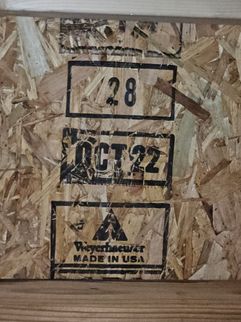 28
OCT 22
Weyerhaeuser
MADE IN USA